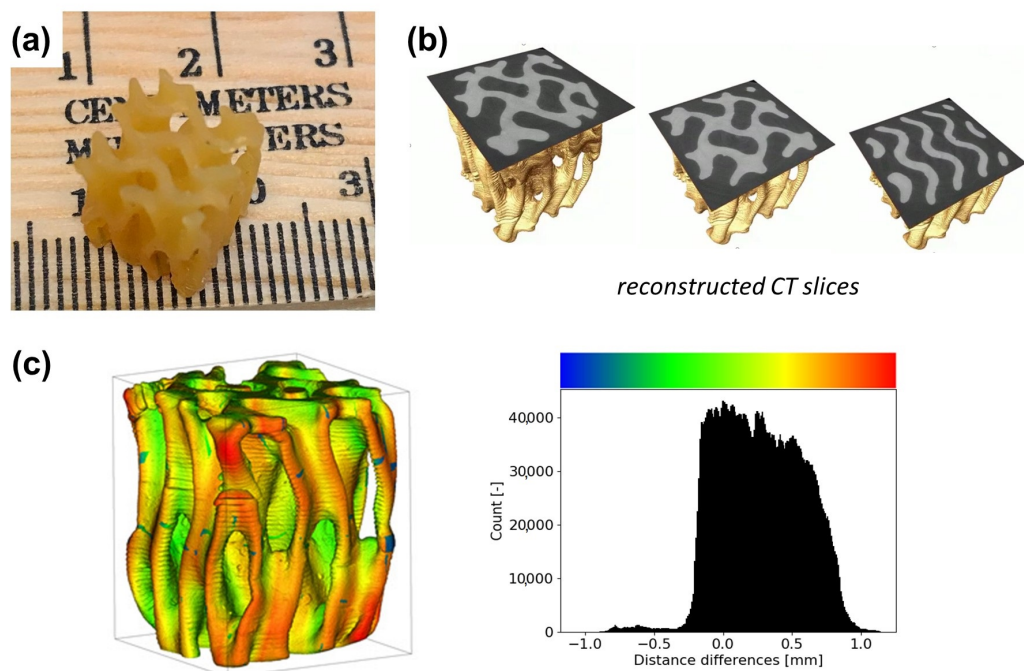 (a)
1 2 3
CENTIMETERS
3
(b)
reconstructed CT slices
(c)
40,000
30,000
20,000
10,000
0
Count [-]
−1.0 −0.5 0.0 0.5 1.0
Distance differences [mm]